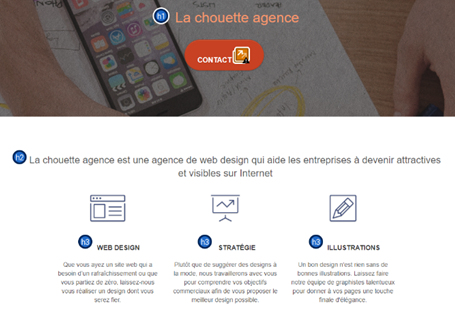 h1 La chouette agence
CONTACT
h2 La chouette agence est une agence de web design qui aide les entreprises à devenir attractives
et visibles sur Internet
h3 WEB DESIGN
h3 STRATÉGIE
h3 ILLUSTRATIONS
Que vous ayez un site web qui a
besoin d'un rafraîchissement ou que
vous partiez de zéro, laissez-nous
vous réaliser un design dont vous
serez fier.
Plutôt que de suggérer des designs à
la mode, nous travaillerons avec vous
pour comprendre vos objectifs
commerciaux afin de vous proposer le
meilleur design possible.
Un bon design n'est rien sans de
bonnes illustrations. Laissez faire
notre équipe de graphistes talentueux
pour donner à vos pages une touche
finale d'élégance.